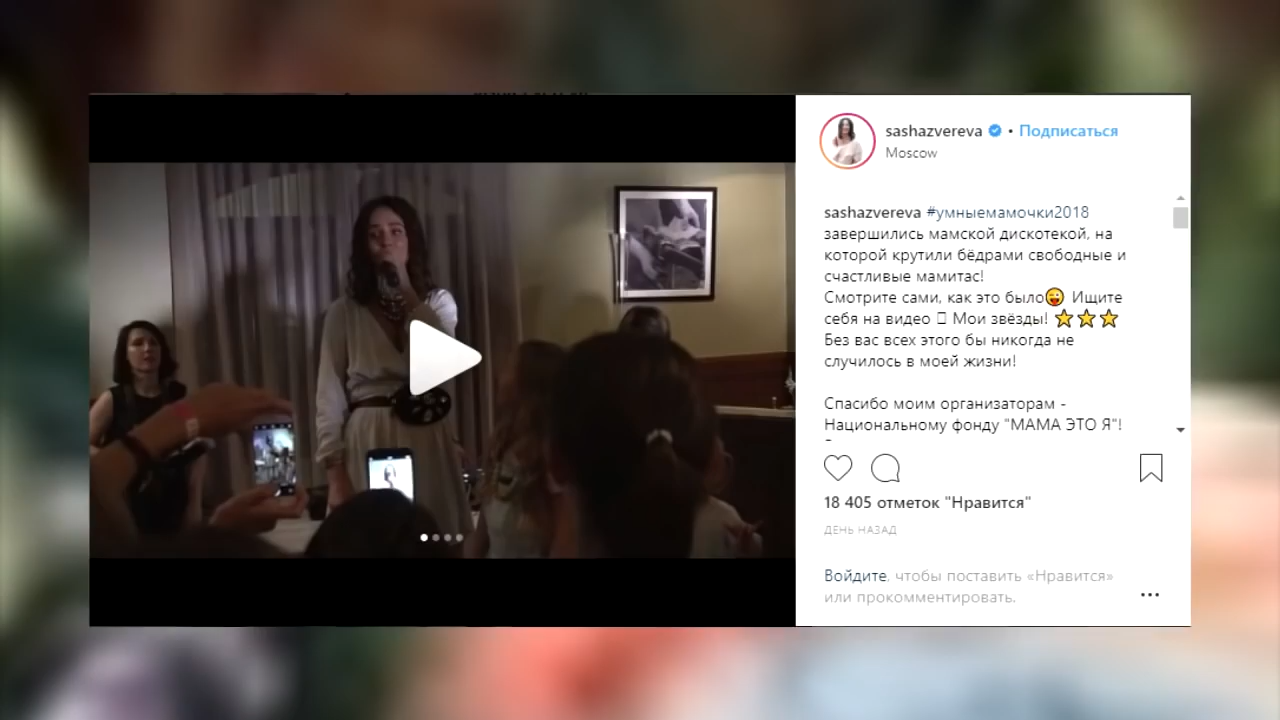 sashazvereva • Подписаться
Moscow
sashazvereva #умныемамочки2018
завершились мамской дискотекой, на
которой крутили бёдрами свободные и
счастливые мамитас!
Смотрите сами, как это было😜 Ищите
себя на видео Мои звёзды! ⭐⭐⭐
Без вас всех этого бы никогда не
случилось в моей жизни!
Спасибо моим организаторам -
Национальному фонду "МАМА ЭТО Я"!
18 405 отметок "Нравится"
ДЕНЬ НАЗАД
Войдите, чтобы поставить «Нравится»
или прокомментировать.